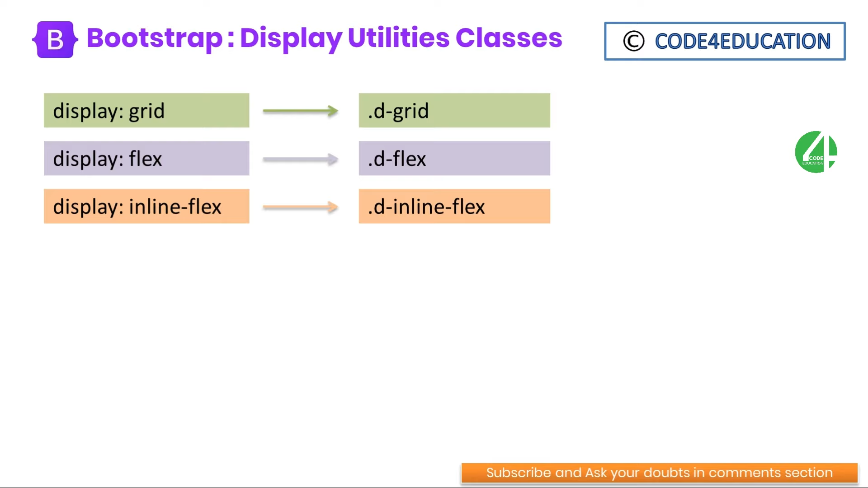 B Bootstrap : Display Utilities Classes
© CODE4EDUCATION
display: grid .d-grid
display: flex .d-flex
4
CODE
display: inline-flex .d-inline-flex
Subscribe and Ask your doubts in comments section